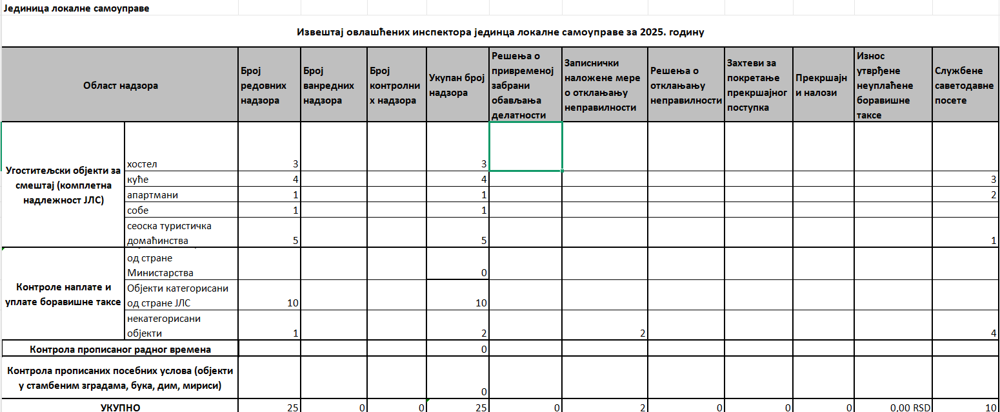 Јединица локалне самоуправе
Извештај овлашћених инспектора јединца локалне самоуправе за 2025. годину
Област надзора
Број
редовних
надзора
Број
ванредних
надзора
Број
контролни
х надзора
Укупан број
надзора
Решења о
привременој
забрани
обављања
делатности
Записнички
наложене мере
о отклањању
неправилности
Решења о
отклањању
неправилности
Захтеви за
покретање
прекршајног
поступка
Прекршајн
и налози
Износ
утврђене
неуплаћене
боравишне
таксе
Службене
саветодавне
посете
Угоститељски објекти за
смештај (комплетна
надлежност ЈЛС)
хостел 3 3
куће 4 4 3
апартмани 1 1 2
собе 1 1
сеоска туристичка
домаћинства 5 5 1
Контроле наплате и
уплате боравишне таксе
од стране
Министарства 0
Објекти категорисани
од стране ЈЛС 10 10
некатегорисани
објекти 1 2 2 4
Контрола прописаног радног времена 0
Контрола прописаних посебних услова (објекти
у стамбеним зградама, бука, дим, мириси) 0
УКУПНО 25 0 0 25 0 2 0 0 0 0,00 RSD 10